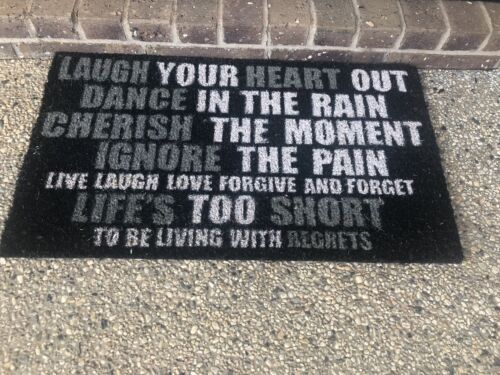 LAUGH YOUR HEART OUT
DANCE IN THE RAIN
CHERISH THE MOMENT
IGNORE THE PAIN
LIVE LAUGH LOVE FORGIVE AND FORGET
LIFE'S TOO SHORT
TO BE LIVING WITH REGRETS